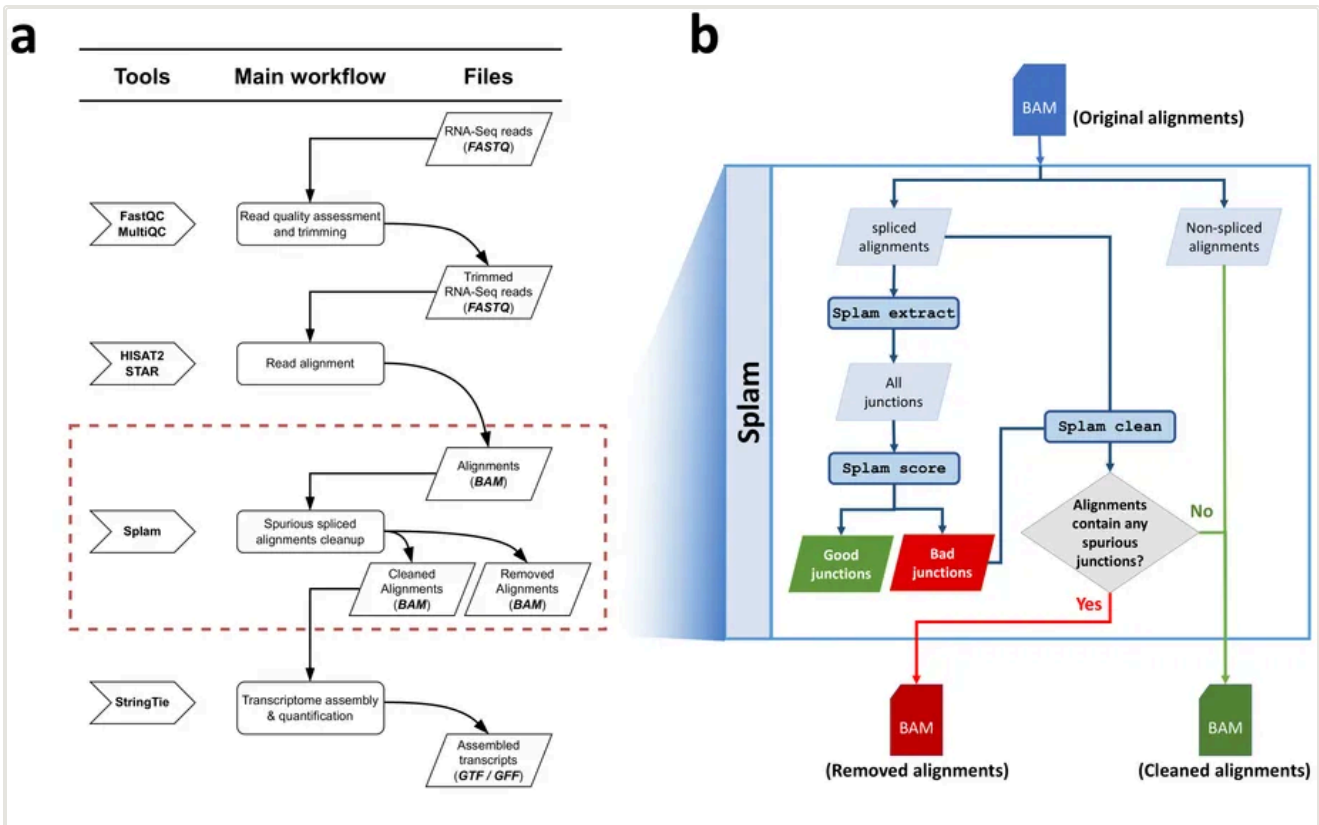 a
Tools Main workflow Files
RNA-Seq reads
(FASTQ)
FastQC
MultiQC
Read quality assessment
and trimming
Trimmed
RNA-Seq reads
(FASTQ)
HISAT2
STAR
Read alignment
Alignments
(BAM)
Splam
Spurious spliced
alignments cleanup
Cleaned
Alignments
(BAM)
Removed
Alignments
(BAM)
StringTie
Transcriptome assembly
& quantification
Assembled
transcripts
(GTF / GFF)
b
BAM
(Original alignments)
Splam
spliced
alignments
Non-spliced
alignments
Splam extract
All
junctions
Splam clean
Splam score
Alignments
contain any
spurious
junctions?
No
Good
junctions
Bad
junctions
Yes
BAM
(Removed alignments)
BAM
(Cleaned alignments)